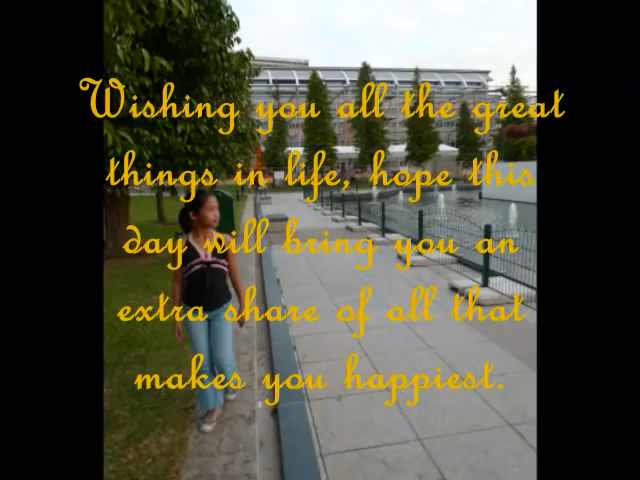 Wishing you all the great
things in life, hope this
day will bring you an
extra share of all that
makes you happiest.